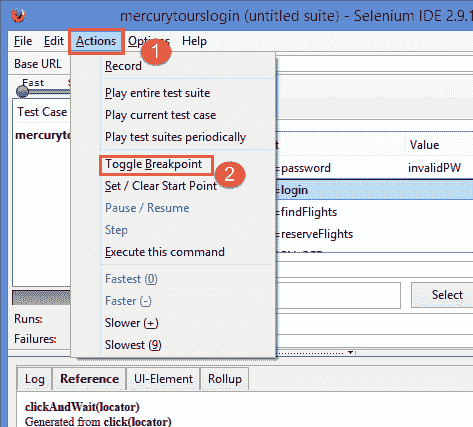 mercurytourslogin (untitled suite) - Selenium IDE 2.9.1
File Edit Actions Options Help
1
Base URL
Record
Fast
Play entire test suite
Test Case
Play current test case
Value
mercuryto
Play test suites periodically
=password invalidPW
Toggle Breakpoint
2
=login
Set / Clear Start Point
=findFlights
Pause / Resume
=reserveFlights
Step
Execute this command
Fastest (0)
Faster (-)
Select
Runs:
Slower (+)
Failures:
Slowest (9)
Log Reference UI-Element Rollup
clickAndWait(locator)
Generated from click(locator)